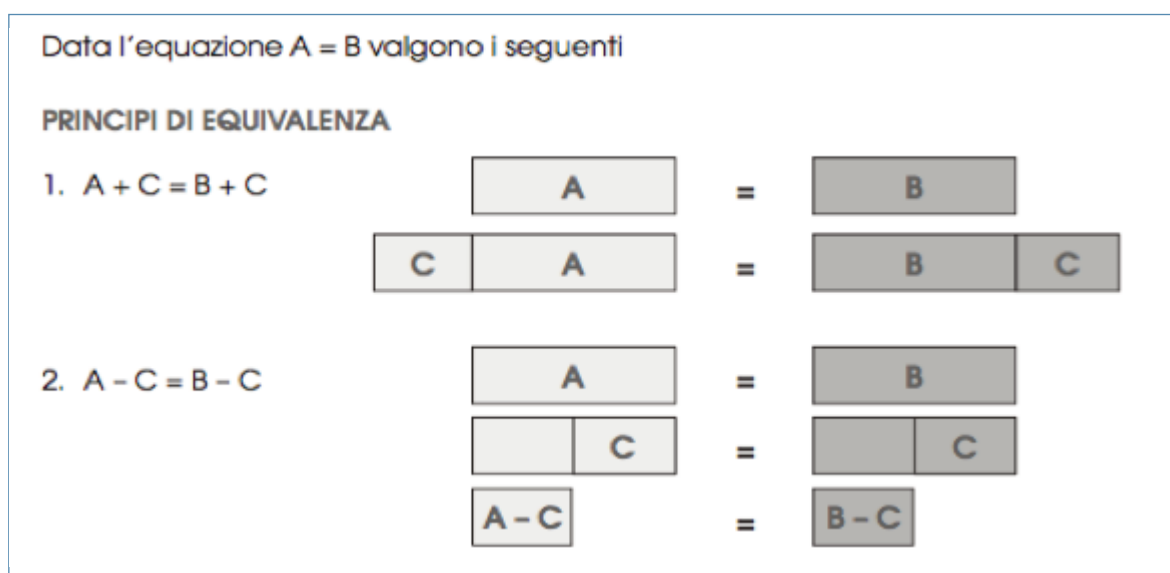 Data l'equazione A = B valgono i seguenti
PRINCIPI DI EQUIVALENZA
1. A + C = B + C
A = B
C A = B C
2. A – C = B – C
A = B
C = C
A – C = B – C